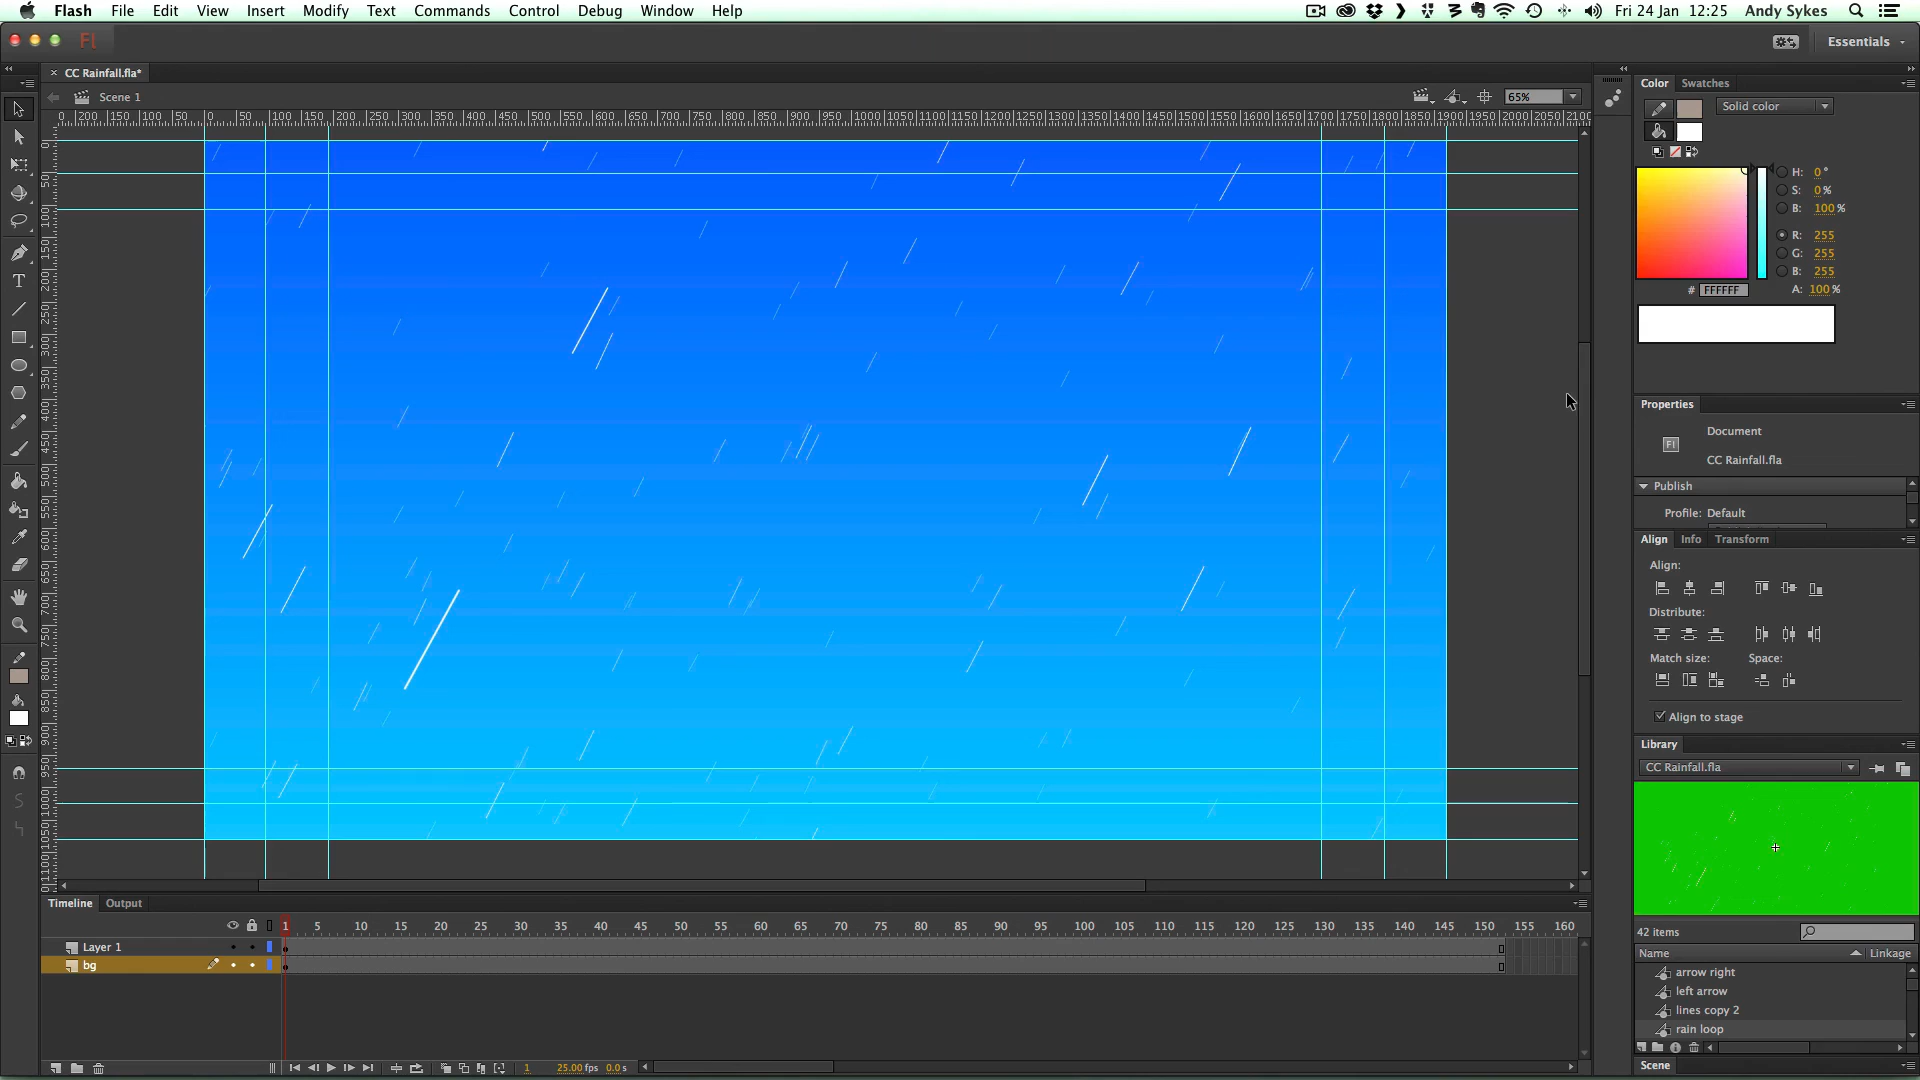 Flash File Edit View Insert Modify Text Commands Control Debug Window Help Fri 24 Jan 12:25 Andy Sykes
Fl Essentials
× CC Rainfall.fla*
Scene 1 65%
Color Swatches
Solid color
H: 0 °
S: 0 %
B: 100 %
R: 255
G: 255
B: 255
# FFFFFF A: 100 %
Properties
Document
Fl
CC Rainfall.fla
Publish
Profile: Default
Align Info Transform
Align:
Distribute:
Match size: Space:
Align to stage
Library
CC Rainfall.fla
42 items
Name Linkage
arrow right
left arrow
lines copy 2
rain loop
Scene
Timeline Output
1 5 10 15 20 25 30 35 40 45 50 55 60 65 70 75 80 85 90 95 100 105 110 115 120 125 130 135 140 145 150 155 160
Layer 1
bg
1 25.00 fps 0.0 s